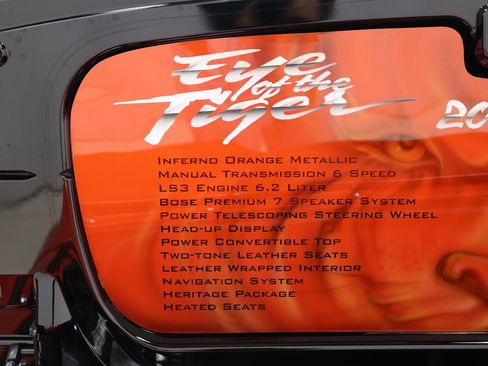 Eye
of the
Tiger
20
Inferno Orange Metallic
Manual Transmission 6 Speed
LS3 Engine 6.2 Liter
Bose Premium 7 Speaker System
Power Telescoping Steering Wheel
Head-up Display
Power Convertible Top
Two-tone Leather Seats
Leather Wrapped Interior
Navigation System
Heritage Package
Heated Seats